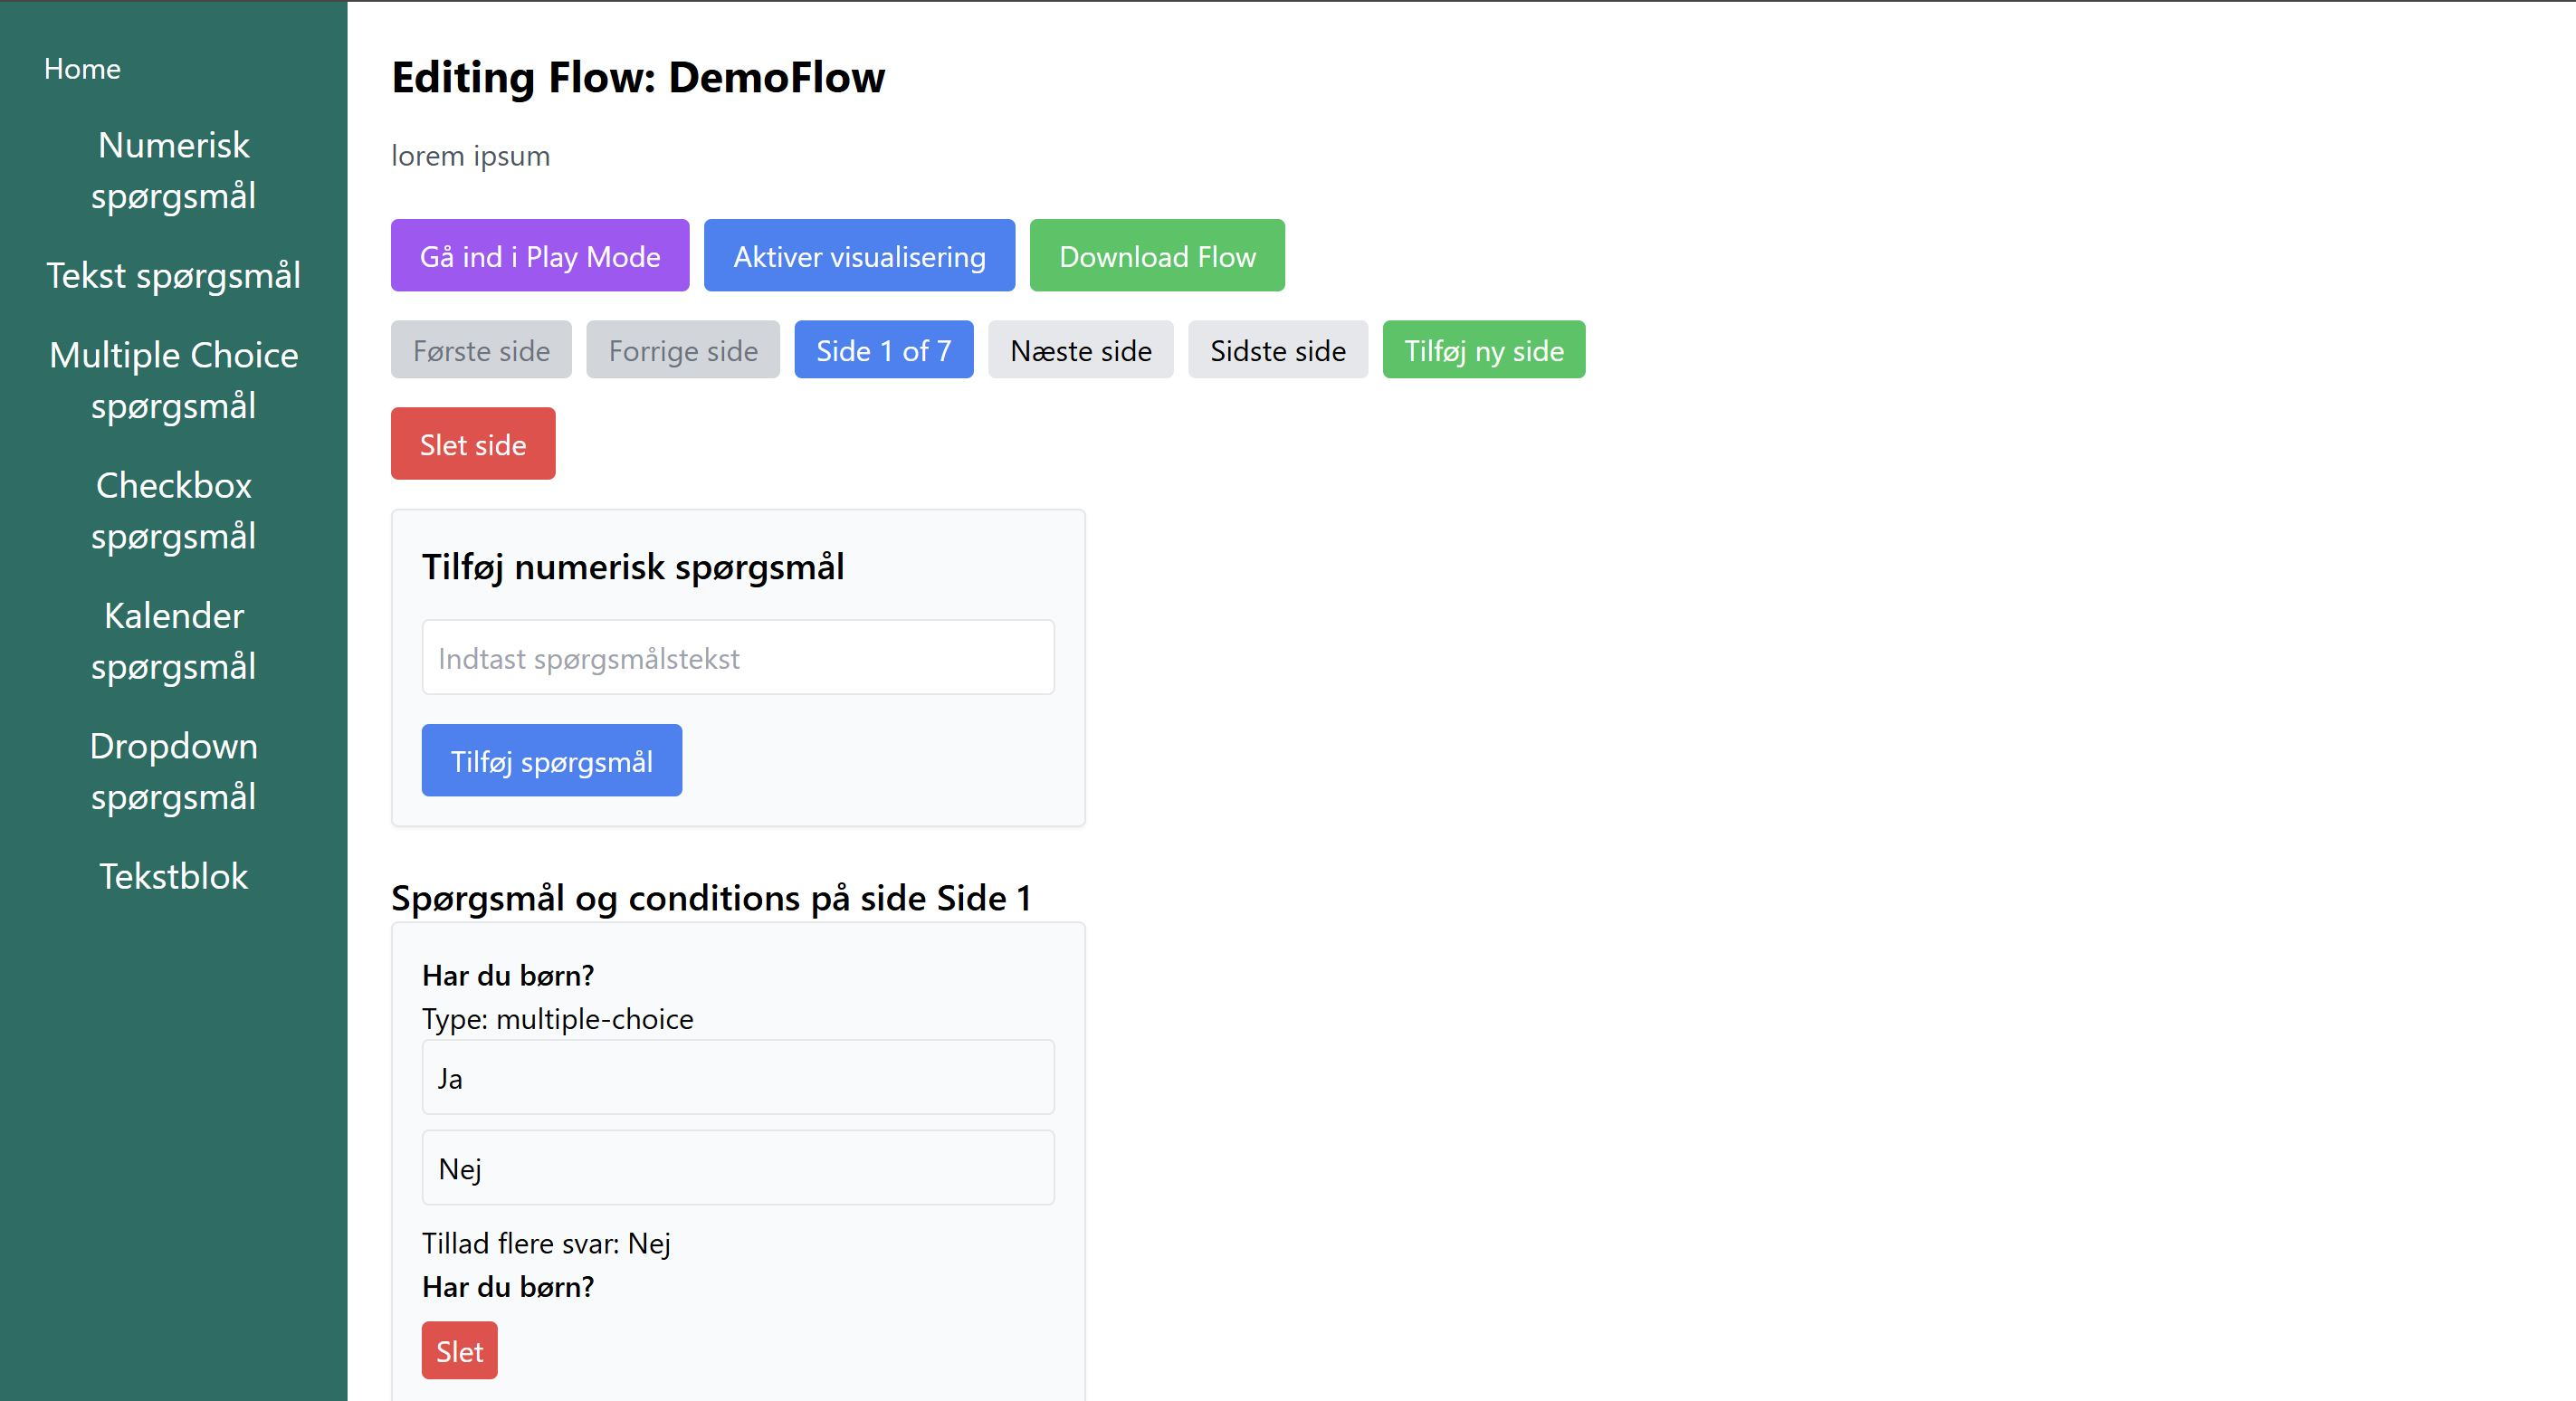 Home
Numerisk
spørgsmål
Tekst spørgsmål
Multiple Choice
spørgsmål
Checkbox
spørgsmål
Kalender
spørgsmål
Dropdown
spørgsmål
Tekstblok
Editing Flow: DemoFlow
lorem ipsum
Gå ind i Play Mode Aktiver visualisering Download Flow
Første side Forrige side Side 1 of 7 Næste side Sidste side Tilføj ny side
Slet side
Tilføj numerisk spørgsmål
Indtast spørgsmålstekst
Tilføj spørgsmål
Spørgsmål og conditions på side Side 1
Har du børn?
Type: multiple-choice
Ja
Nej
Tillad flere svar: Nej
Har du børn?
Slet